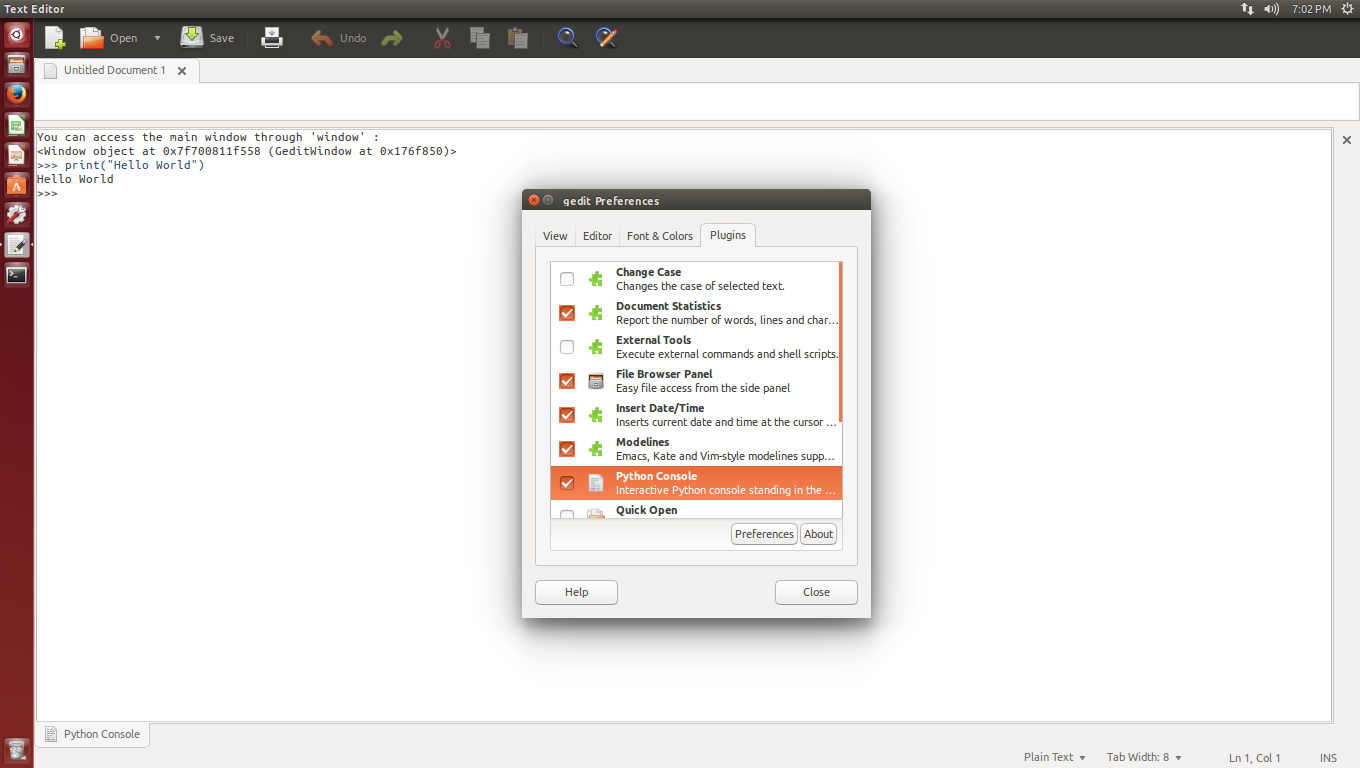 Text Editor
7:02 PM
Open
Save
Undo
Untitled Document 1
You can access the main window through 'window' :
<Window object at 0x7f700811f558 (GeditWindow at 0x176f850)>
>>> print("Hello World")
Hello World
>>>
gedit Preferences
View Editor Font & Colors Plugins
Change Case
Changes the case of selected text.
Document Statistics
Report the number of words, lines and char...
External Tools
Execute external commands and shell scripts.
File Browser Panel
Easy file access from the side panel
Insert Date/Time
Inserts current date and time at the cursor ...
Modelines
Emacs, Kate and Vim-style modelines supp...
Python Console
Interactive Python console standing in the ...
Quick Open
Preferences About
Help Close
Python Console
Plain Text Tab Width: 8 Ln 1, Col 1 INS